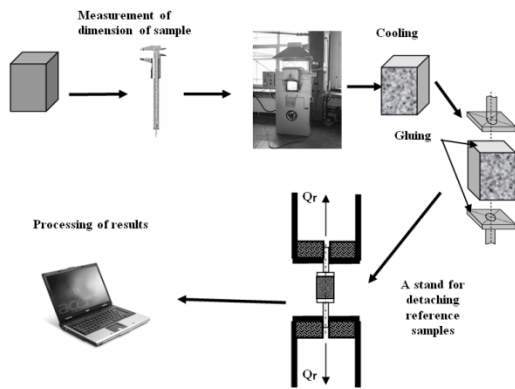 Measurement of
dimension of sample
Cooling
Gluing
Qr
Processing of results
A stand for
detaching
reference
samples
Qr